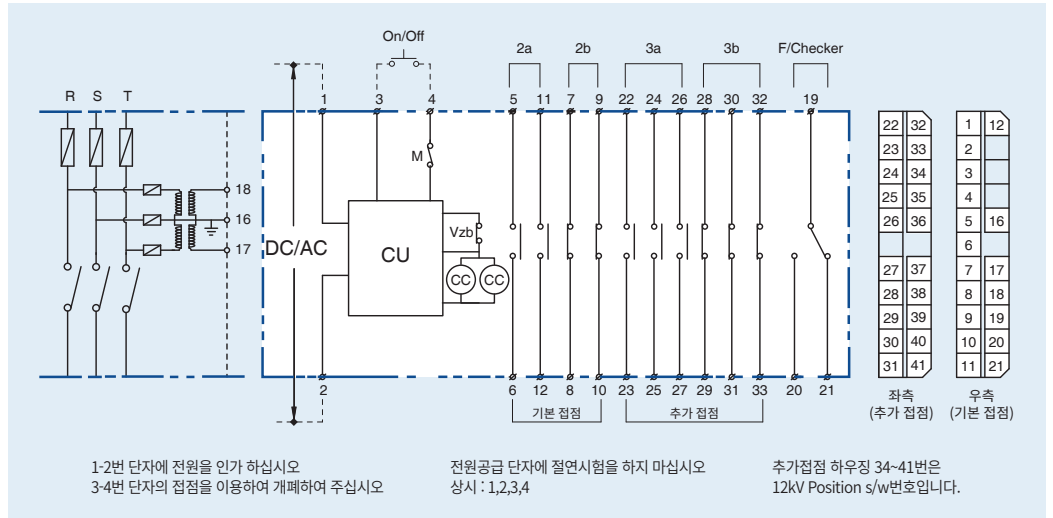 On/Off
2a 2b 3a 3b F/Checker
R S T
1 3 4 5 11 7 9 22 24 26 28 30 32 19
M
18
16
17
DC/AC
CU
Vzb
CC CC
2 6 12 8 10 23 25 27 29 31 33 20 21
기본 접점 추가 접점
22 32
23 33
24 34
25 35
26 36
27 37
28 38
29 39
30 40
31 41
좌측
(추가 접점)
1 12
2
3
4
5 16
6
7 17
8 18
9 19
10 20
11 21
우측
(기본 접점)
1-2번 단자에 전원을 인가 하십시오
3-4번 단자의 접점을 이용하여 개폐하여 주십시오
전원공급 단자에 절연시험을 하지 마십시오
상시 : 1,2,3,4
추가접점 하우징 34~41번은
12kV Position s/w번호입니다.